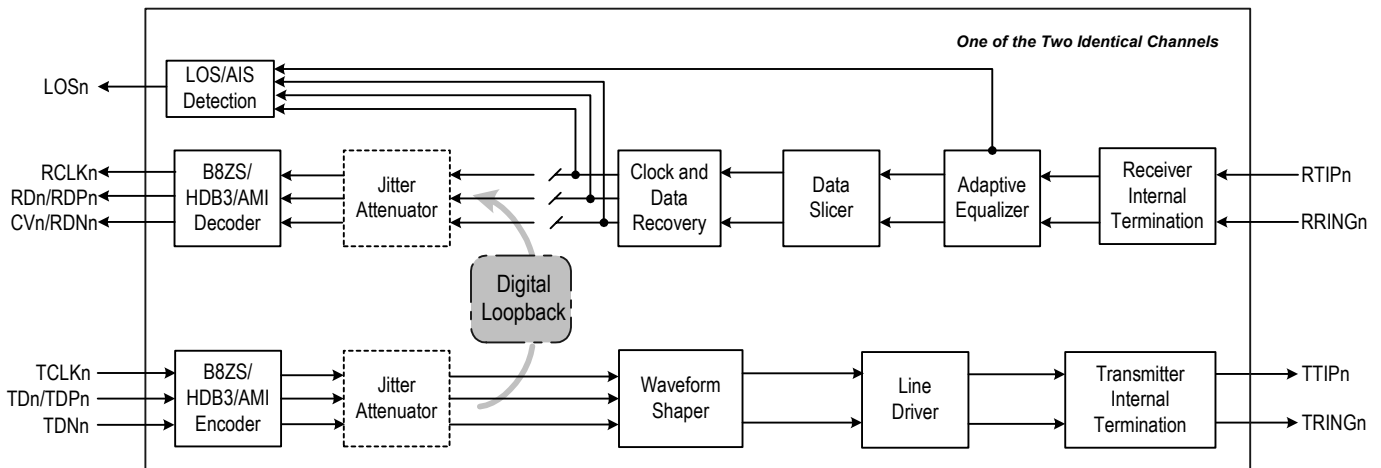 One of the Two Identical Channels
LOSn
LOS/AIS
Detection
RCLKn
RDn/RDPn
CVn/RDNn
B8ZS/
HDB3/AMI
Decoder
Jitter
Attenuator
Clock and
Data
Recovery
Data
Slicer
Adaptive
Equalizer
Receiver
Internal
Termination
RTIPn
RRINGn
Digital
Loopback
TCLKn
TDn/TDPn
TDNn
B8ZS/
HDB3/AMI
Encoder
Jitter
Attenuator
Waveform
Shaper
Line
Driver
Transmitter
Internal
Termination
TTIPn
TRINGn